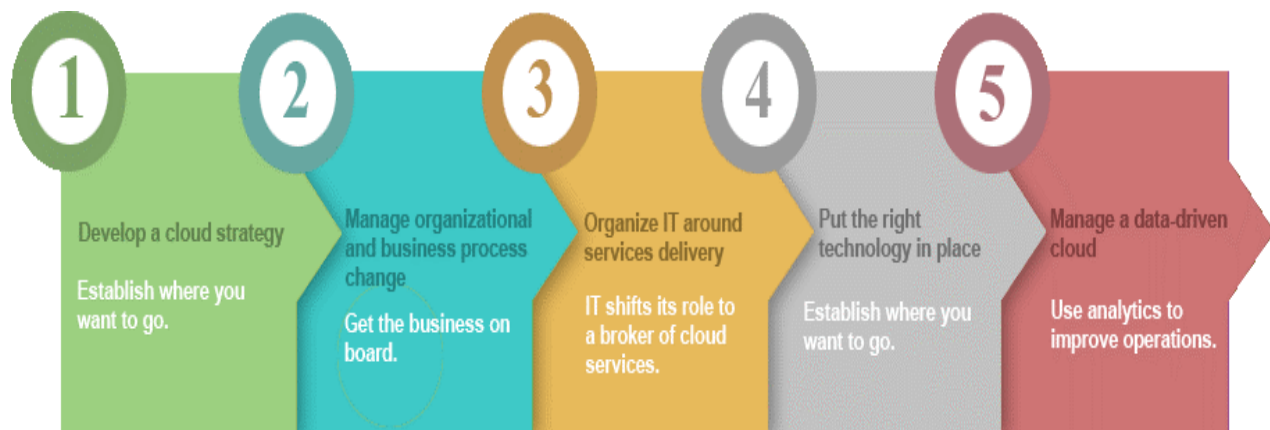 1
Develop a cloud strategy
Establish where you
want to go.
2
Manage organizational
and business process
change
Get the business on
board.
3
Organize IT around
services delivery
IT shifts its role to
a broker of cloud
services.
4
Put the right
technology in place
Establish where you
want to go.
5
Manage a data-driven
cloud
Use analytics to
improve operations.